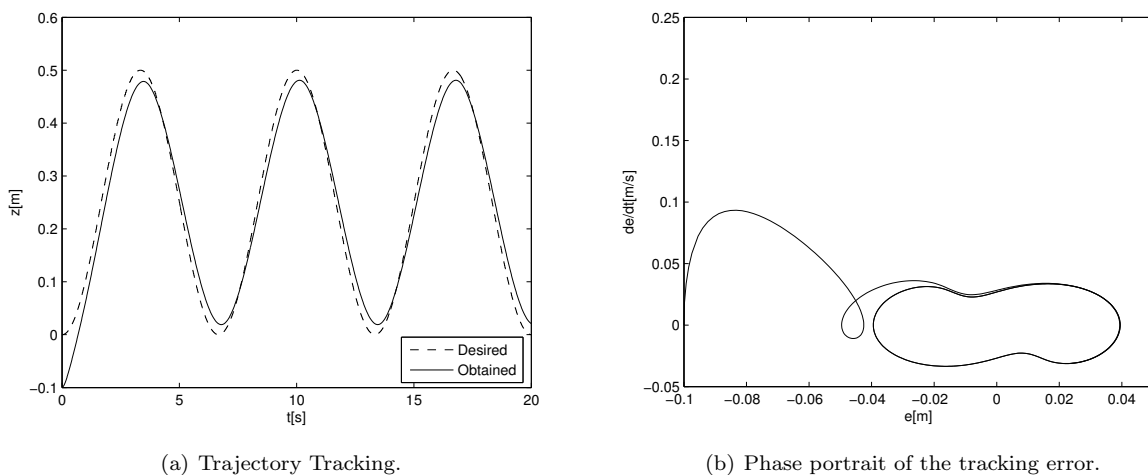 0.6
0.5
0.4
0.3
0.2
0.1
0
−0.1
z[m]
0 5 10 15 20
t[s]
Desired
Obtained
(a) Trajectory Tracking.
0.25
0.2
0.15
0.1
0.05
0
−0.05
de/dt[m/s]
−0.1 −0.08 −0.06 −0.04 −0.02 0 0.02 0.04
e[m]
(b) Phase portrait of the tracking error.